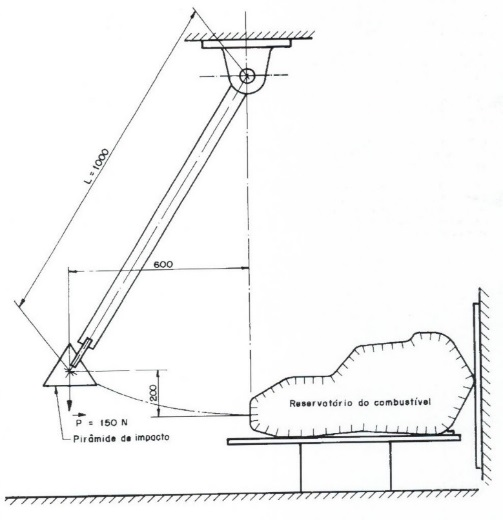 L = 1000
600
200
P = 150 N
Pirâmide de impacto
Reservatório do combustível